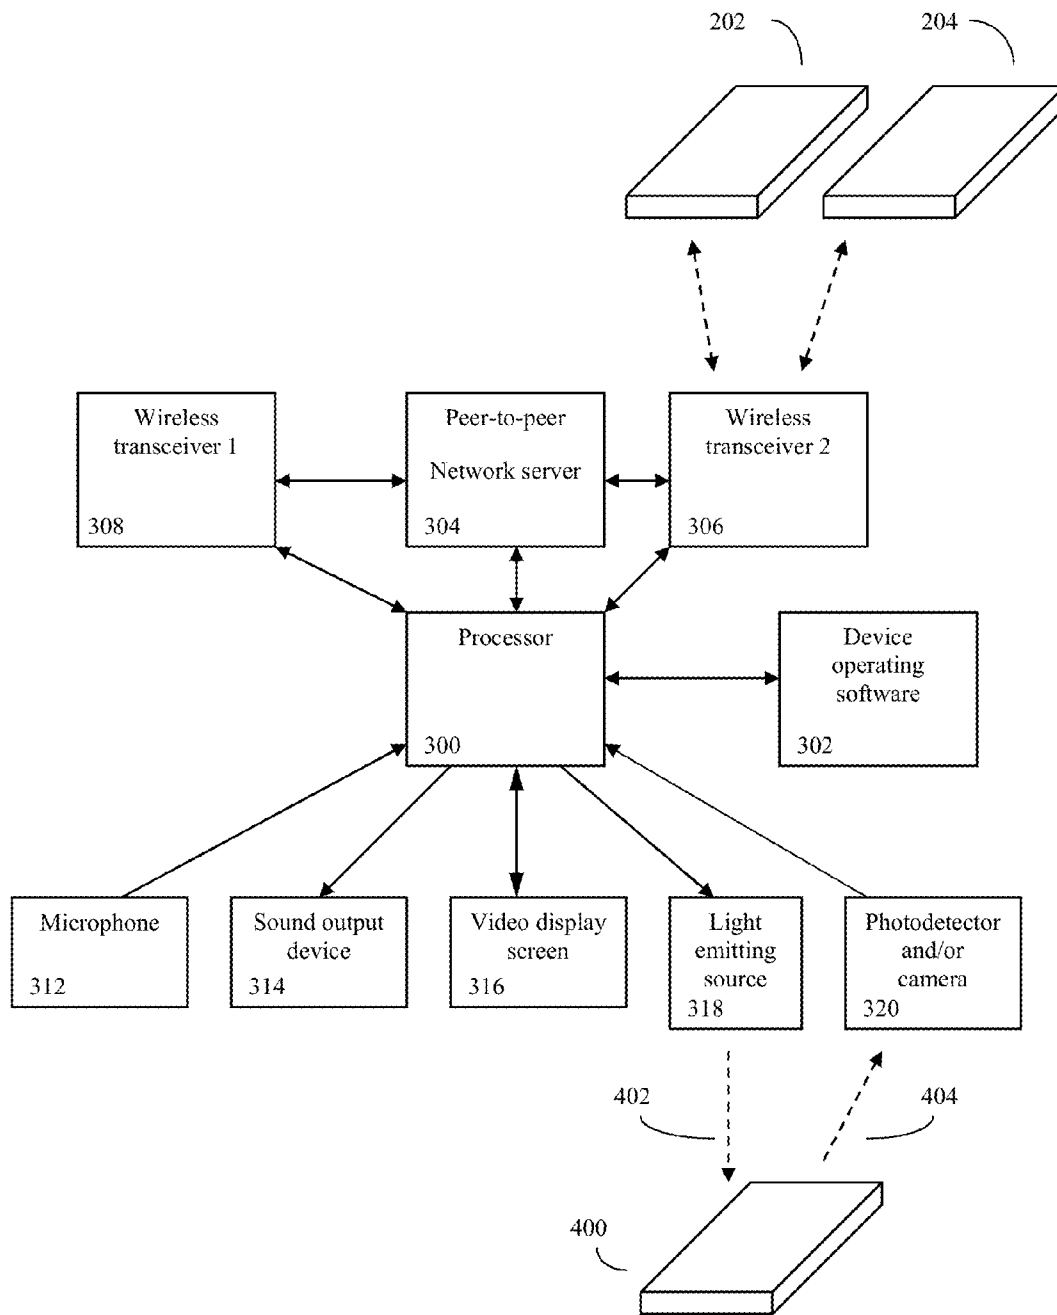 202
204
Wireless
transceiver 1
308
Peer-to-peer
Network server
304
Wireless
transceiver 2
306
Processor
300
Device
operating
software
302
Microphone
312
Sound output
device
314
Video display
screen
316
Light
emitting
source
318
Photodetector
and/or
camera
320
402
404
400